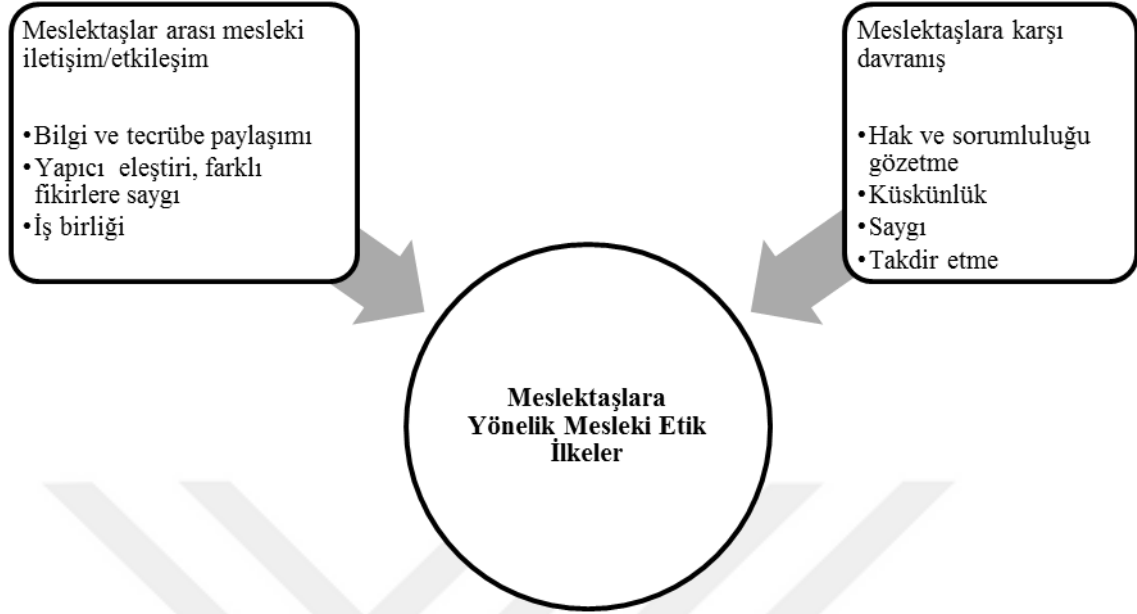 Meslektaşlar arası mesleki
iletişim/etkileşim
•Bilgi ve tecrübe paylaşımı
•Yapıcı eleştiri, farklı
fikirlere saygı
•İş birliği
Meslektaşlara karşı
davranış
•Hak ve sorumluluğu
gözetme
•Küskünlük
•Saygı
•Takdir etme
Meslektaşlara
Yönelik Mesleki Etik
İlkeler